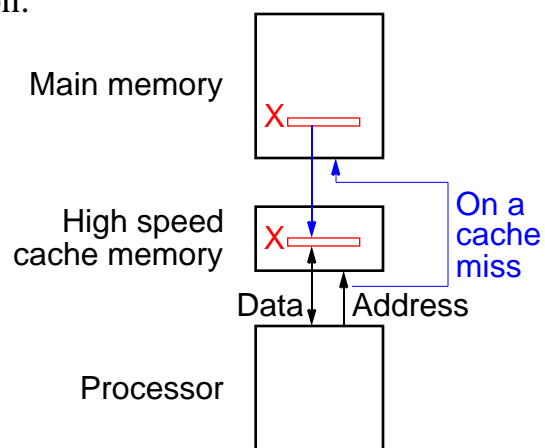 Main memory
X
High speed
cache memory
X
On a
cache
miss
Data
Address
Processor